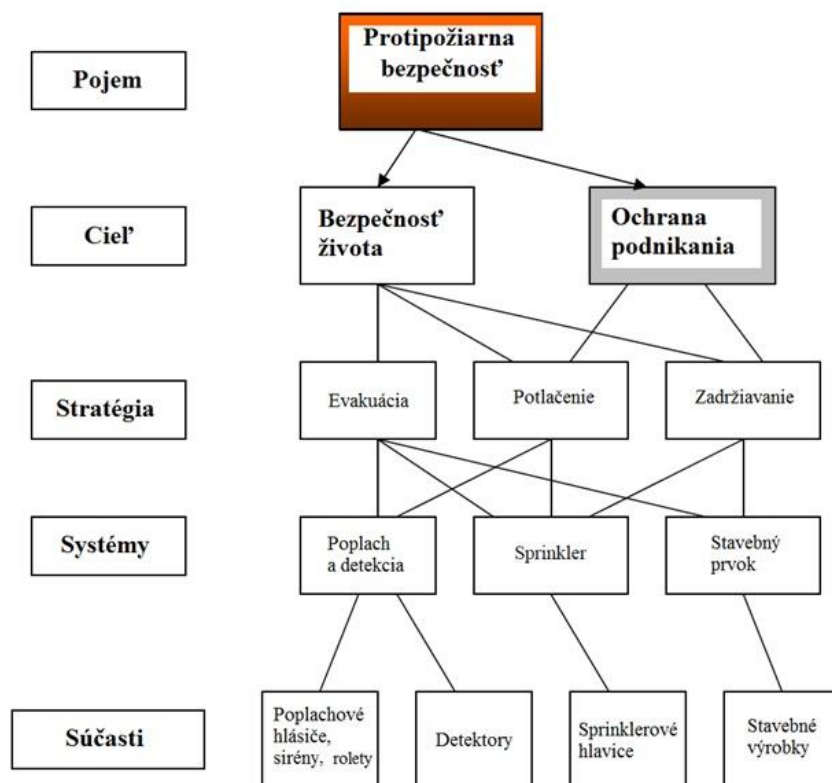 Pojem
Protipožiarna
bezpečnosť
Cieľ
Bezpečnosť
života
Ochrana
podnikania
Stratégia
Evakuácia
Potlačenie
Zadržiavanie
Systémy
Poplach
a detekcia
Sprinkler
Stavebný
prvok
Súčasti
Poplachové
hlásiče,
sirény, rolety
Detektory
Sprinklerové
hlavice
Stavebné
výrobky